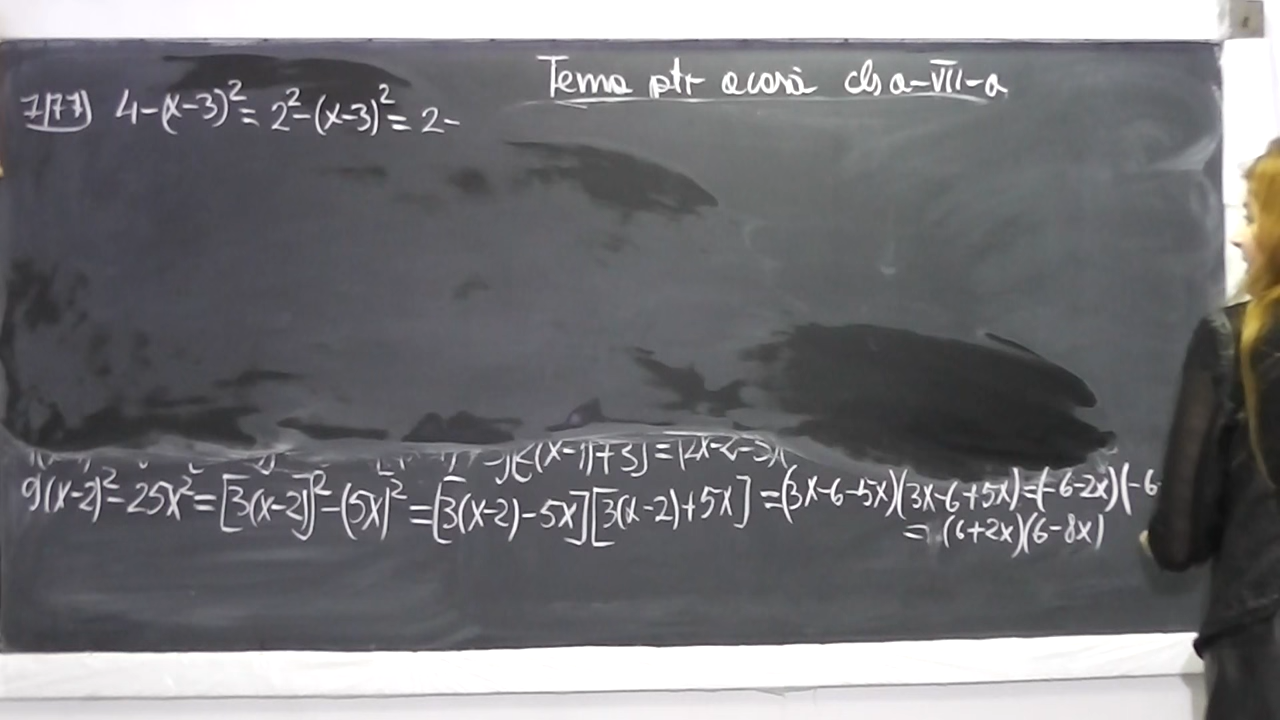 Tema ptr acasă cls a-VII-a
7/77) 4-(x-3)² = 2²-(x-3)² = 2-
(x-1)+3]=
9(x-2)²-25x² = [3(x-2)]²-(5x)² = [3(x-2)-5x][3(x-2)+5x] = (3x-6-5x)(3x-6+5x) = (-6-2x)(-6-
= (6+2x)(6-8x)